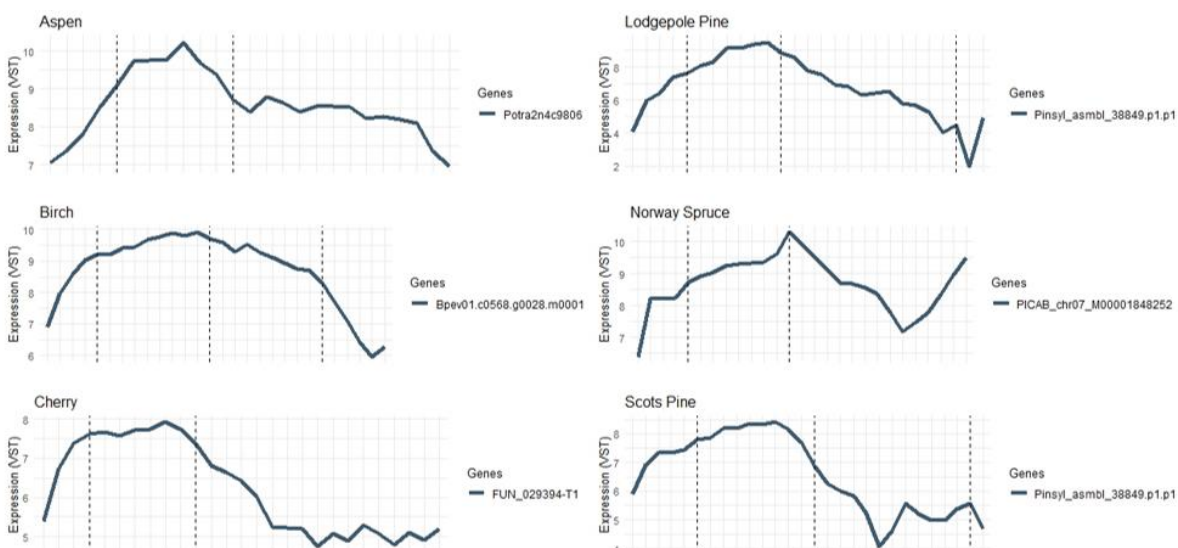 Aspen
Expression (VST)
10
9
8
7
Genes
Potra2n4c9806
Lodgepole Pine
Expression (VST)
8
6
4
2
Genes
Pinsyl_asmbl_38849.p1.p1
Birch
Expression (VST)
10
9
8
7
6
Genes
Bpev01.c0568.g0028.m0001
Norway Spruce
Expression (VST)
10
9
8
7
Genes
PICAB_chr07_M00001848252
Cherry
Expression (VST)
8
7
6
5
Genes
FUN_029394-T1
Scots Pine
Expression (VST)
8
7
6
5
Genes
Pinsyl_asmbl_38849.p1.p1